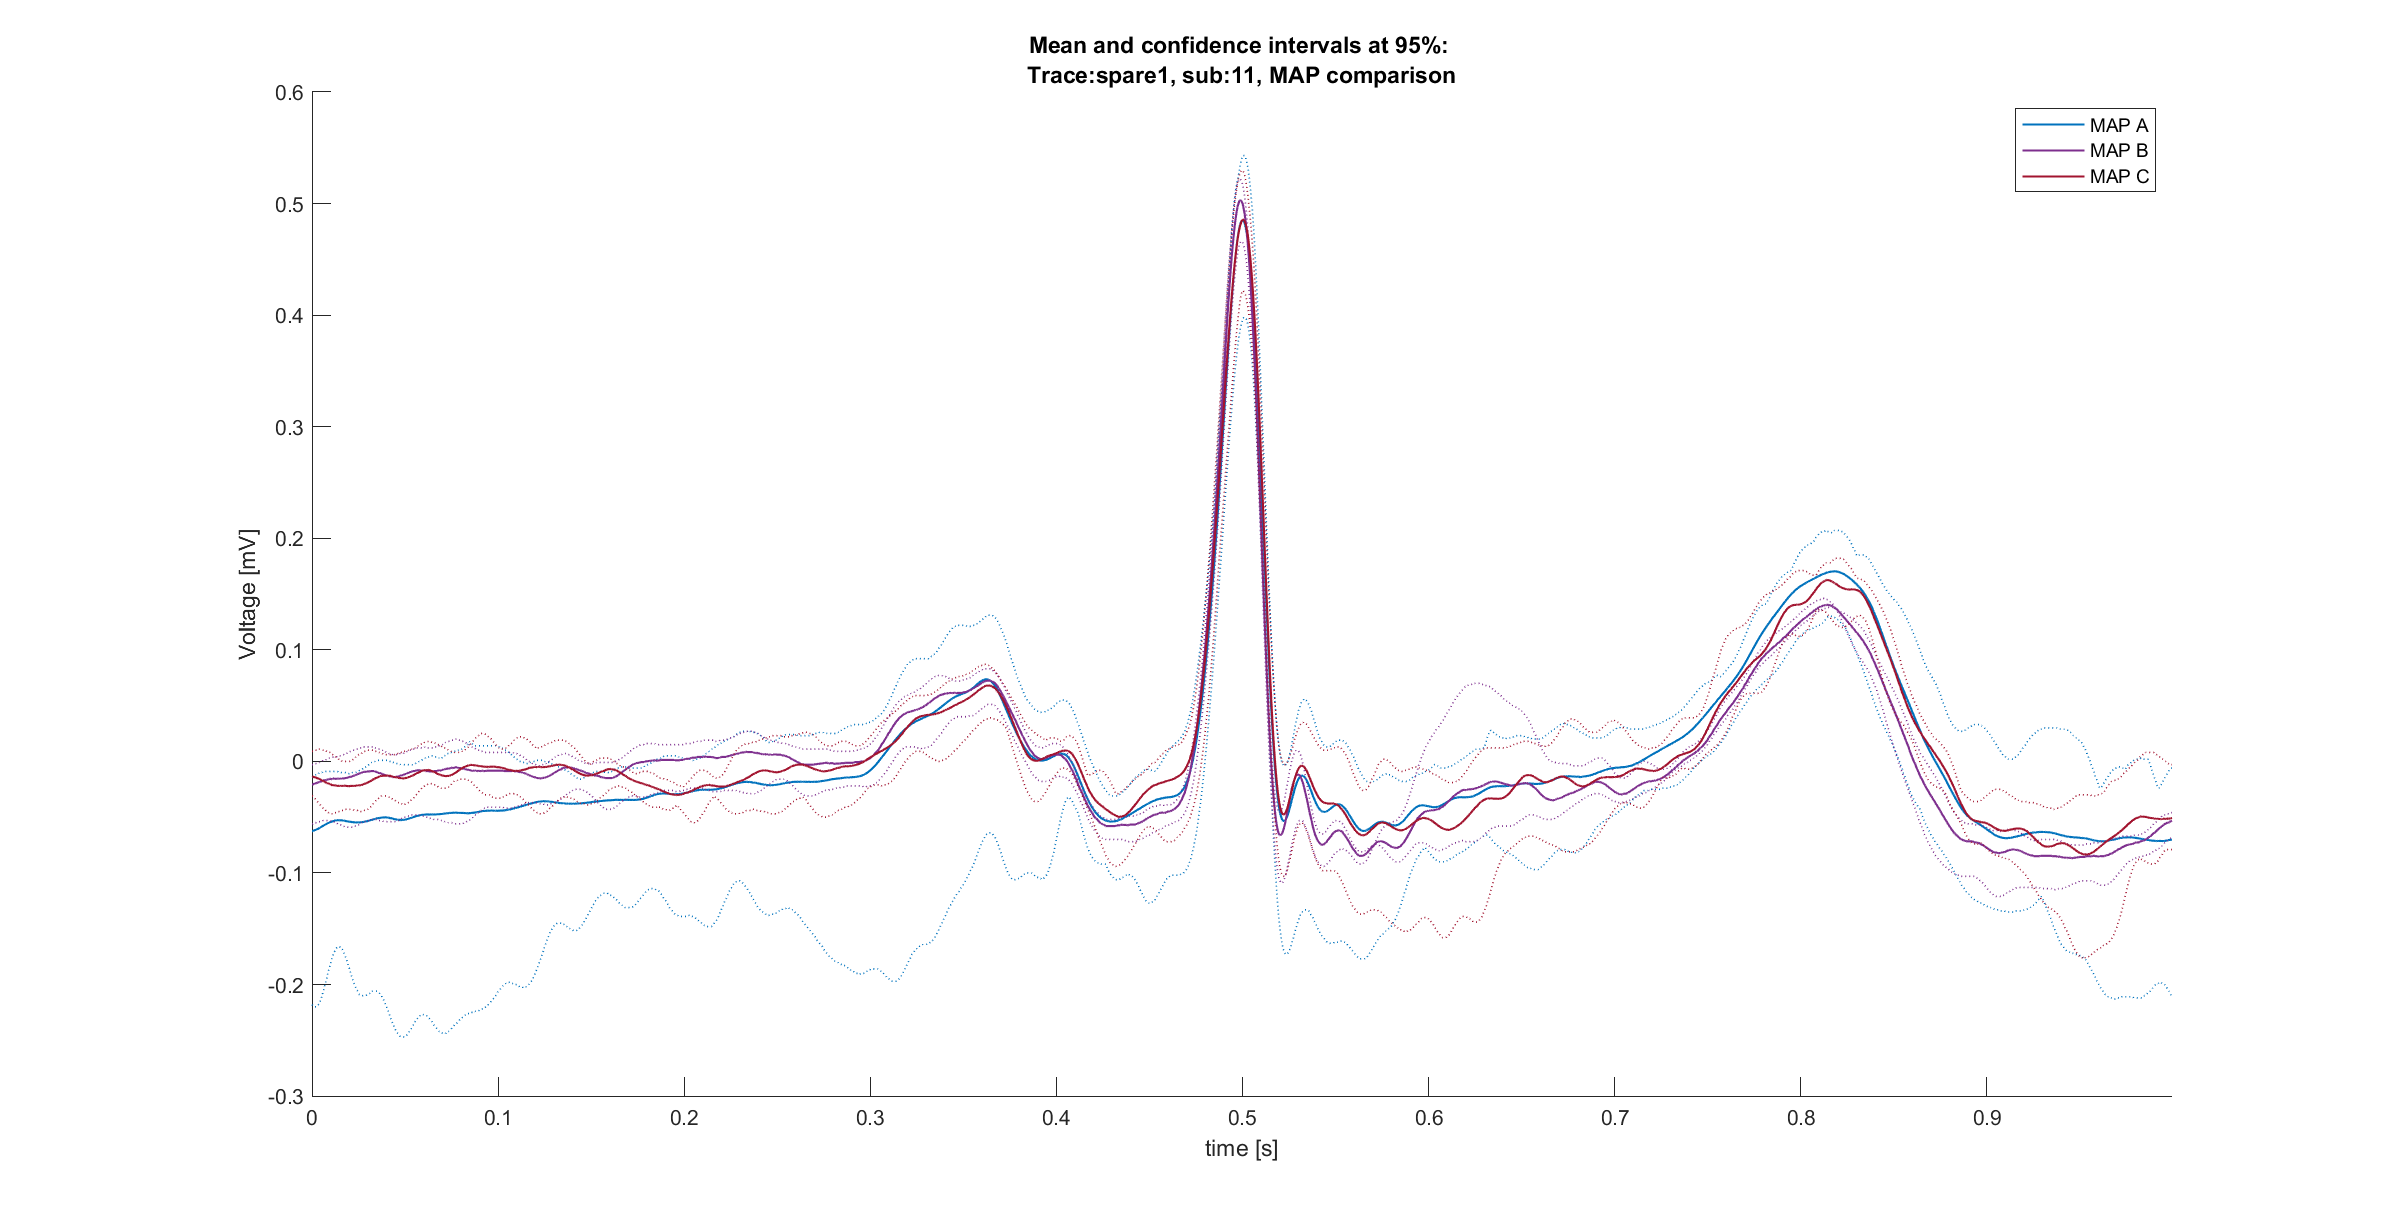 Mean and confidence intervals at 95%:
Trace:spare1, sub:11, MAP comparison
MAP A
MAP B
MAP C
Voltage [mV]
0.6
0.5
0.4
0.3
0.2
0.1
0
-0.1
-0.2
-0.3
0 0.1 0.2 0.3 0.4 0.5 0.6 0.7 0.8 0.9
time [s]